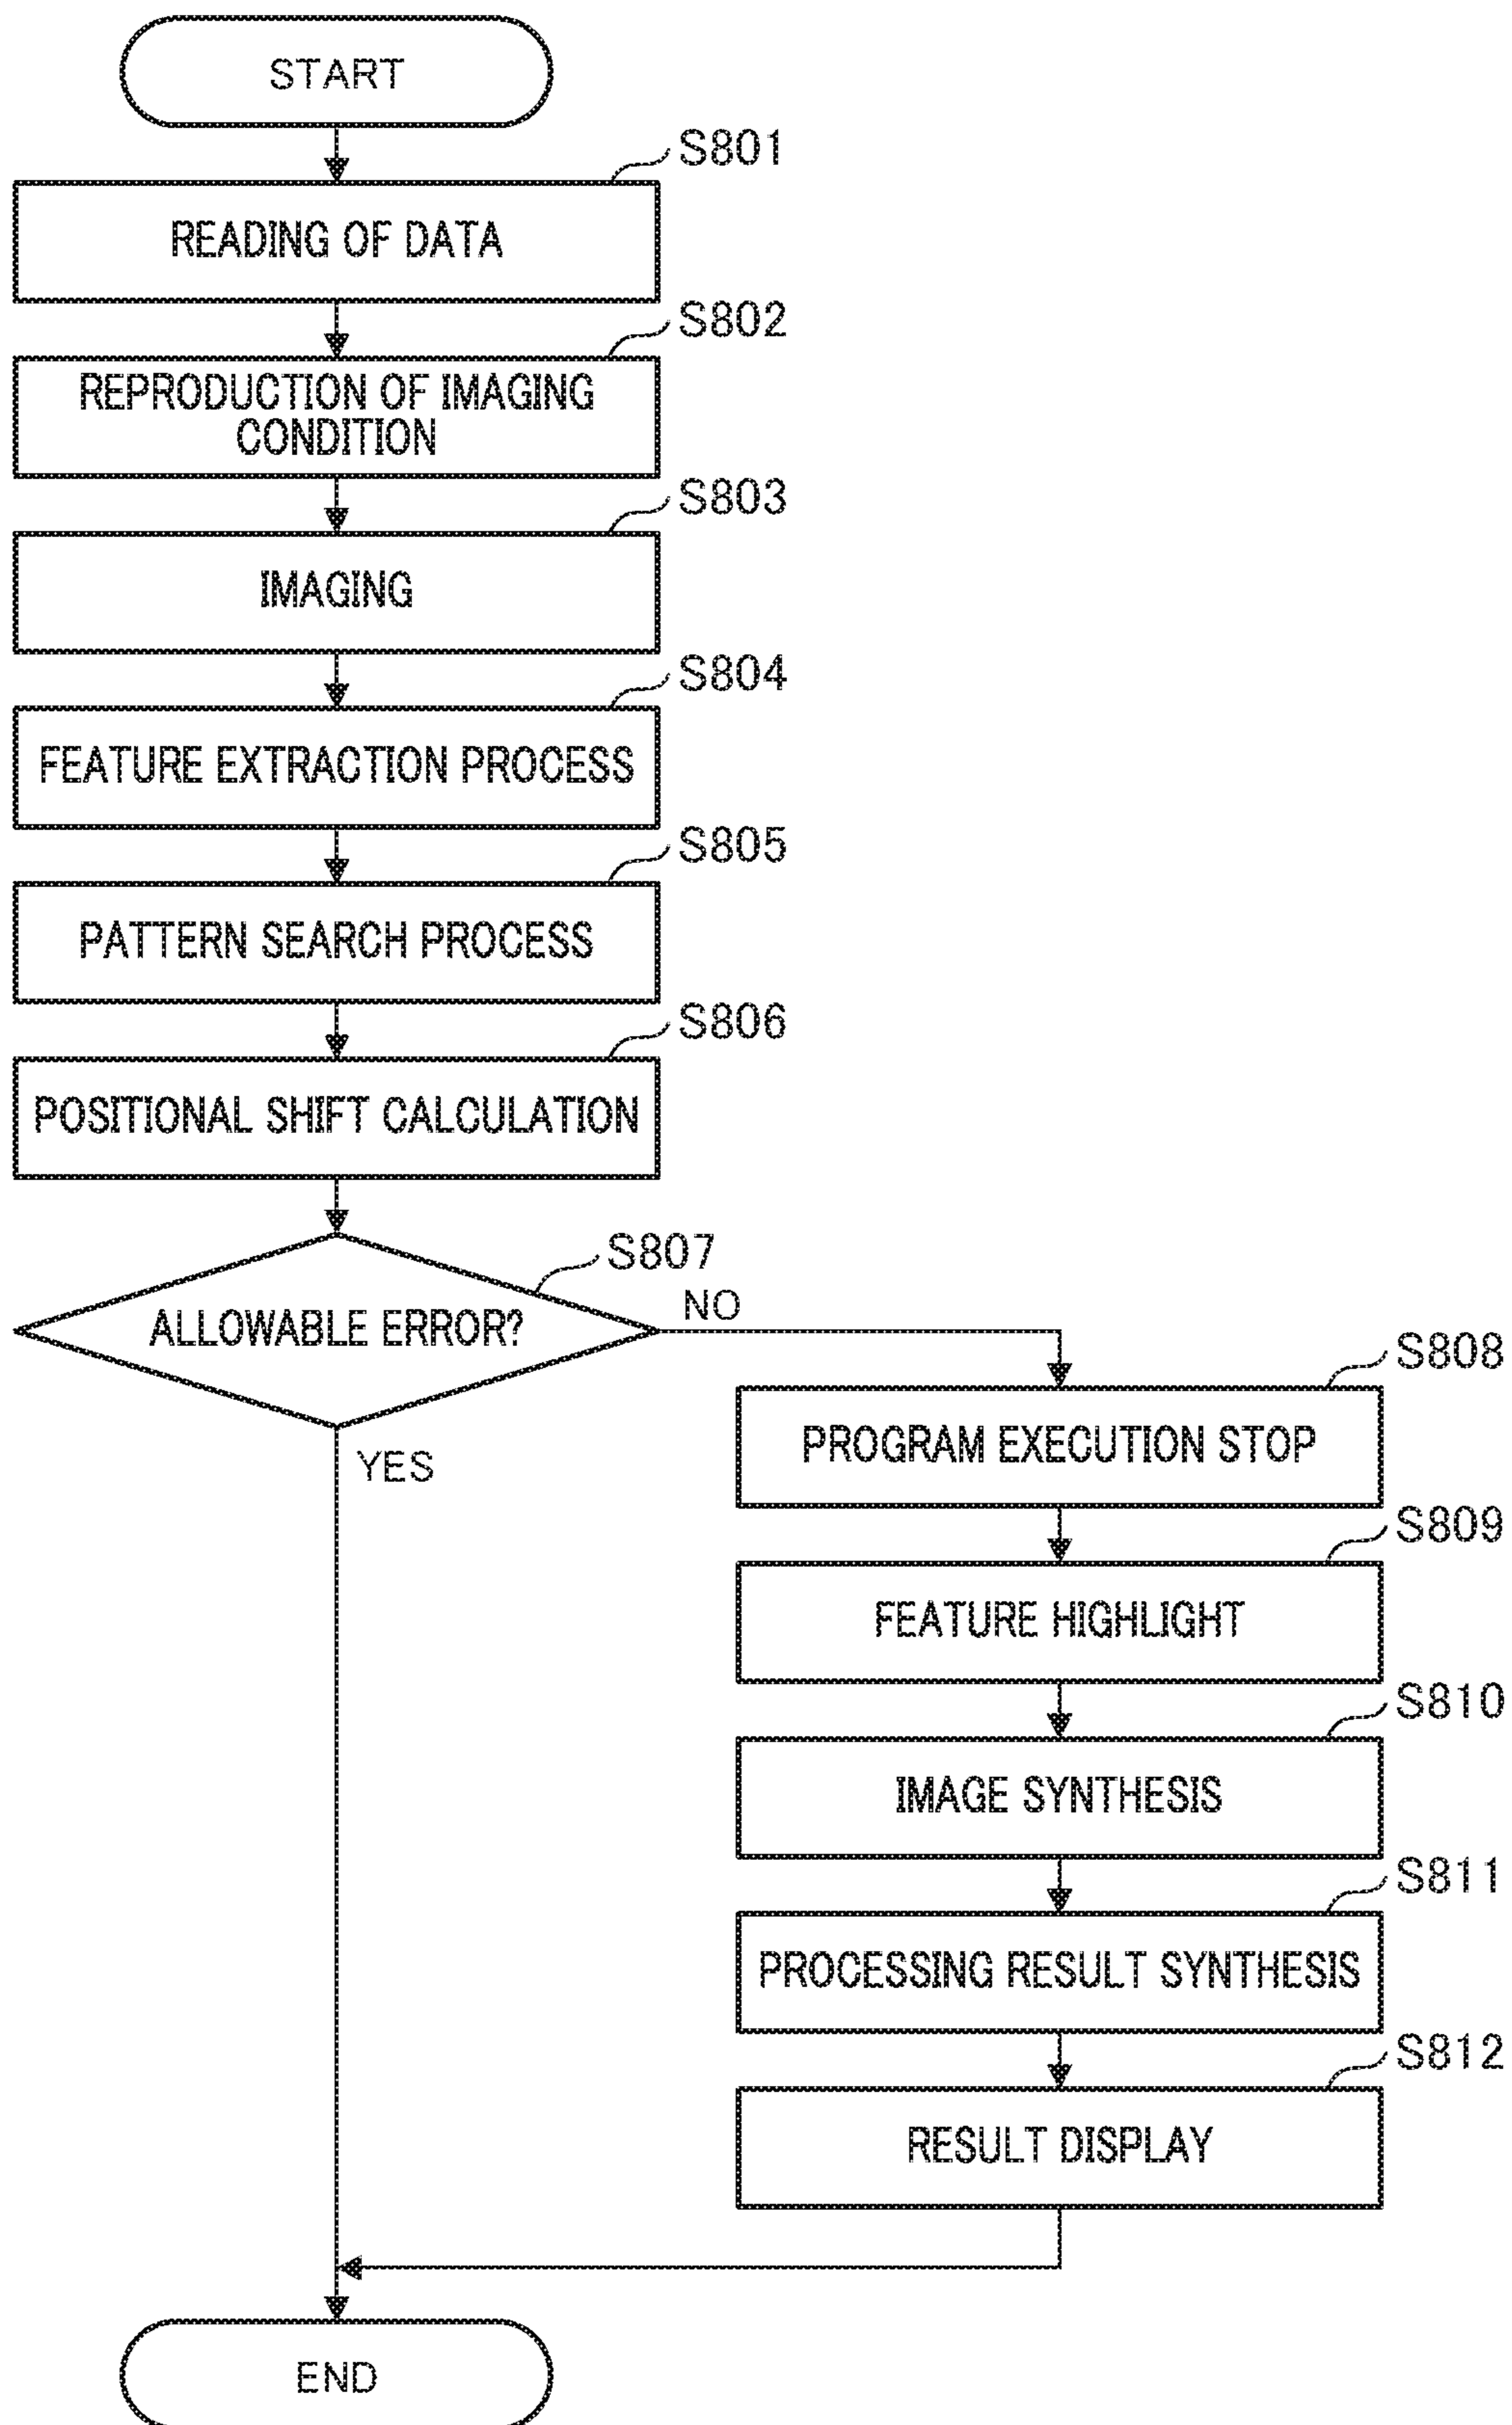 START
S801
READING OF DATA
S802
REPRODUCTION OF IMAGING
CONDITION
S803
IMAGING
S804
FEATURE EXTRACTION PROCESS
S805
PATTERN SEARCH PROCESS
S806
POSITIONAL SHIFT CALCULATION
S807
ALLOWABLE ERROR?
NO
YES
S808
PROGRAM EXECUTION STOP
S809
FEATURE HIGHLIGHT
S810
IMAGE SYNTHESIS
S811
PROCESSING RESULT SYNTHESIS
S812
RESULT DISPLAY
END